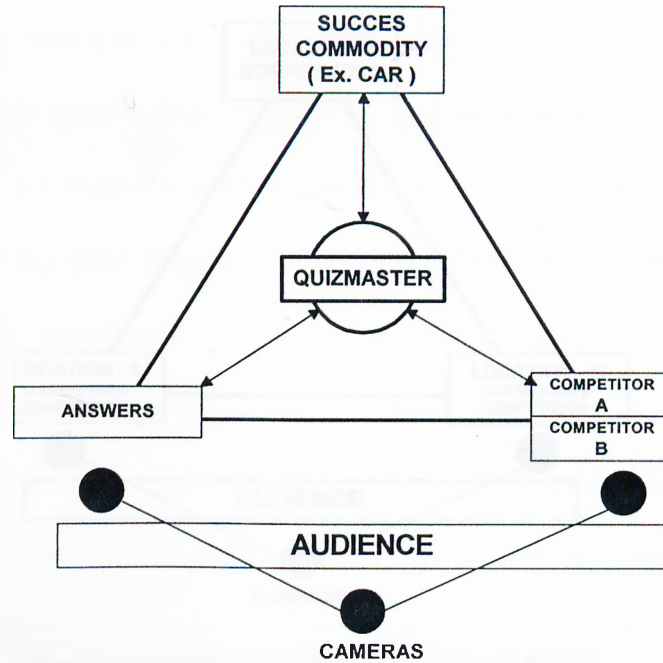 SUCCES
COMMODITY
( Ex. CAR )
QUIZMASTER
ANSWERS
COMPETITOR
A
COMPETITOR
B
AUDIENCE
CAMERAS